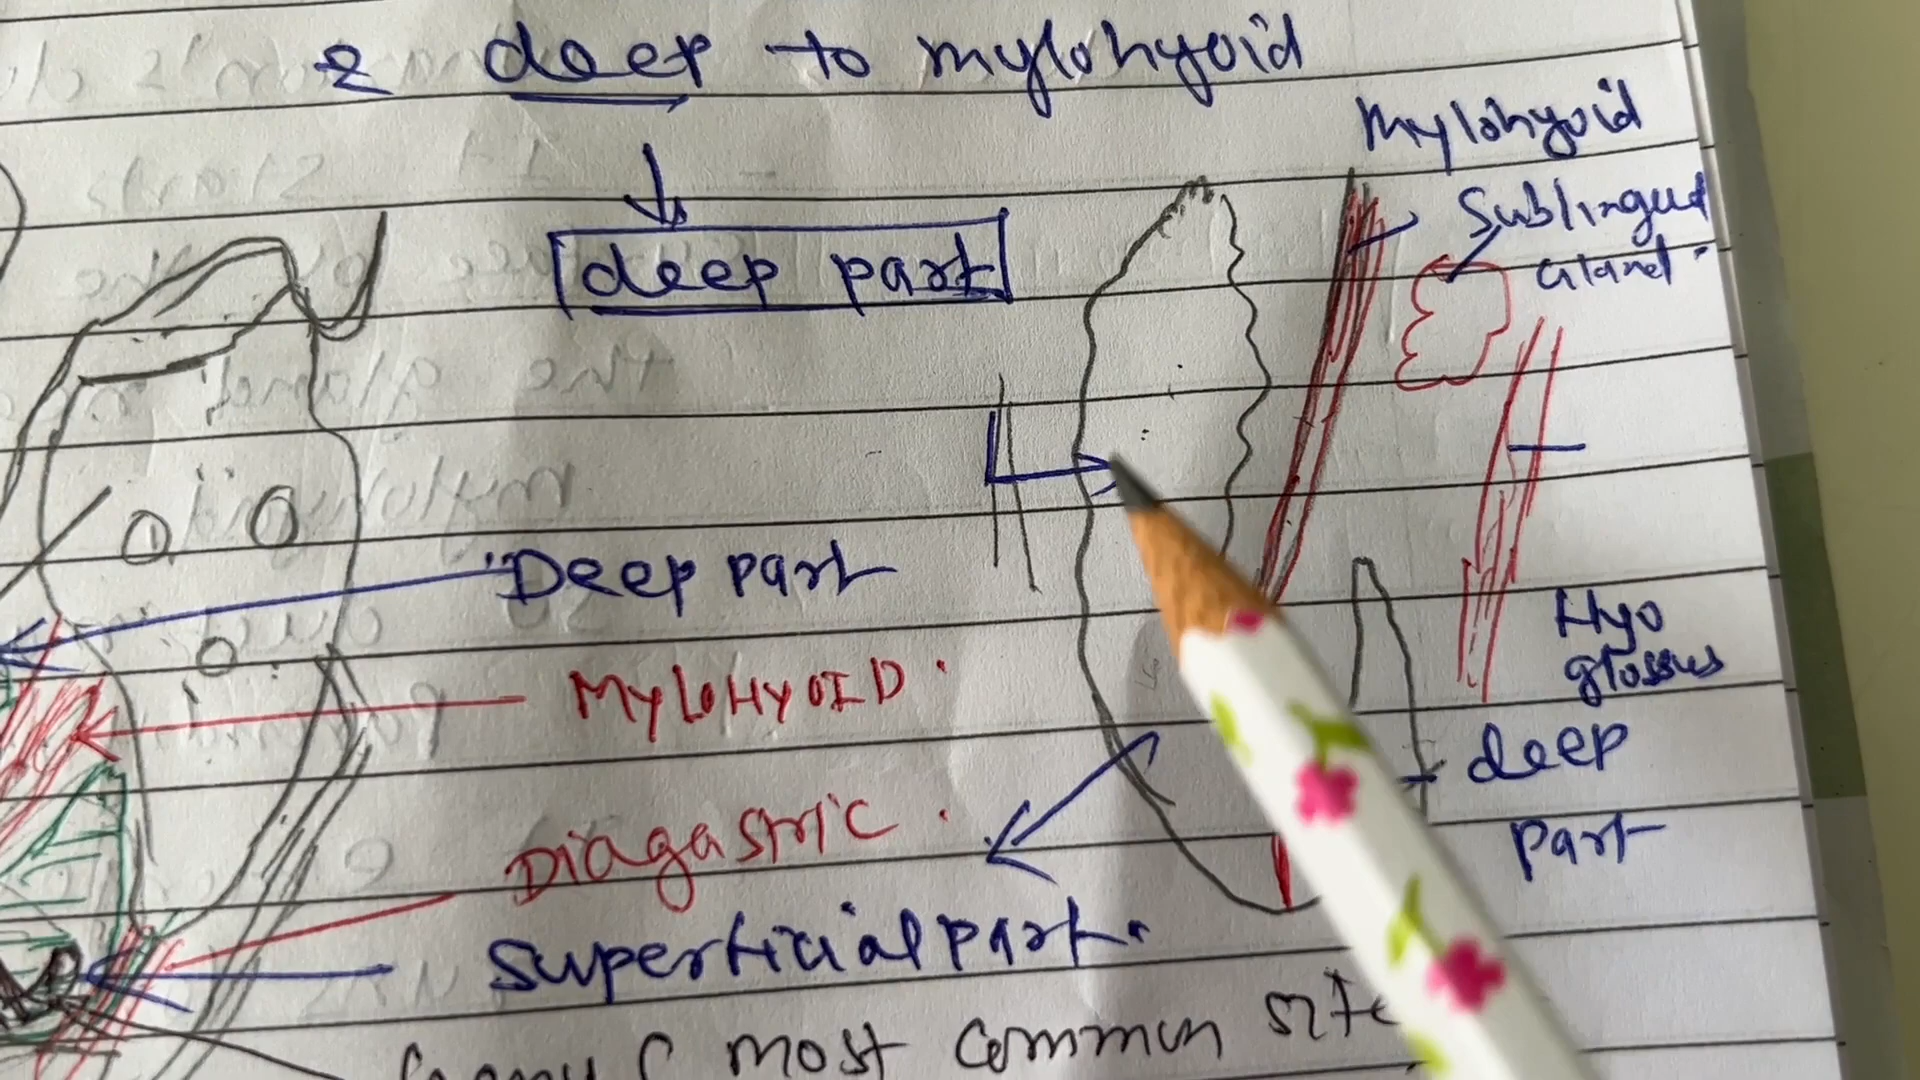 & deep to mylohyoid
mylohyoid
Sublingual
Gland.
deep part
Deep part
MYLOHYOID.
Hyo
glossus
deep
part
DIAGASTRIC.
superficial part.
most common site